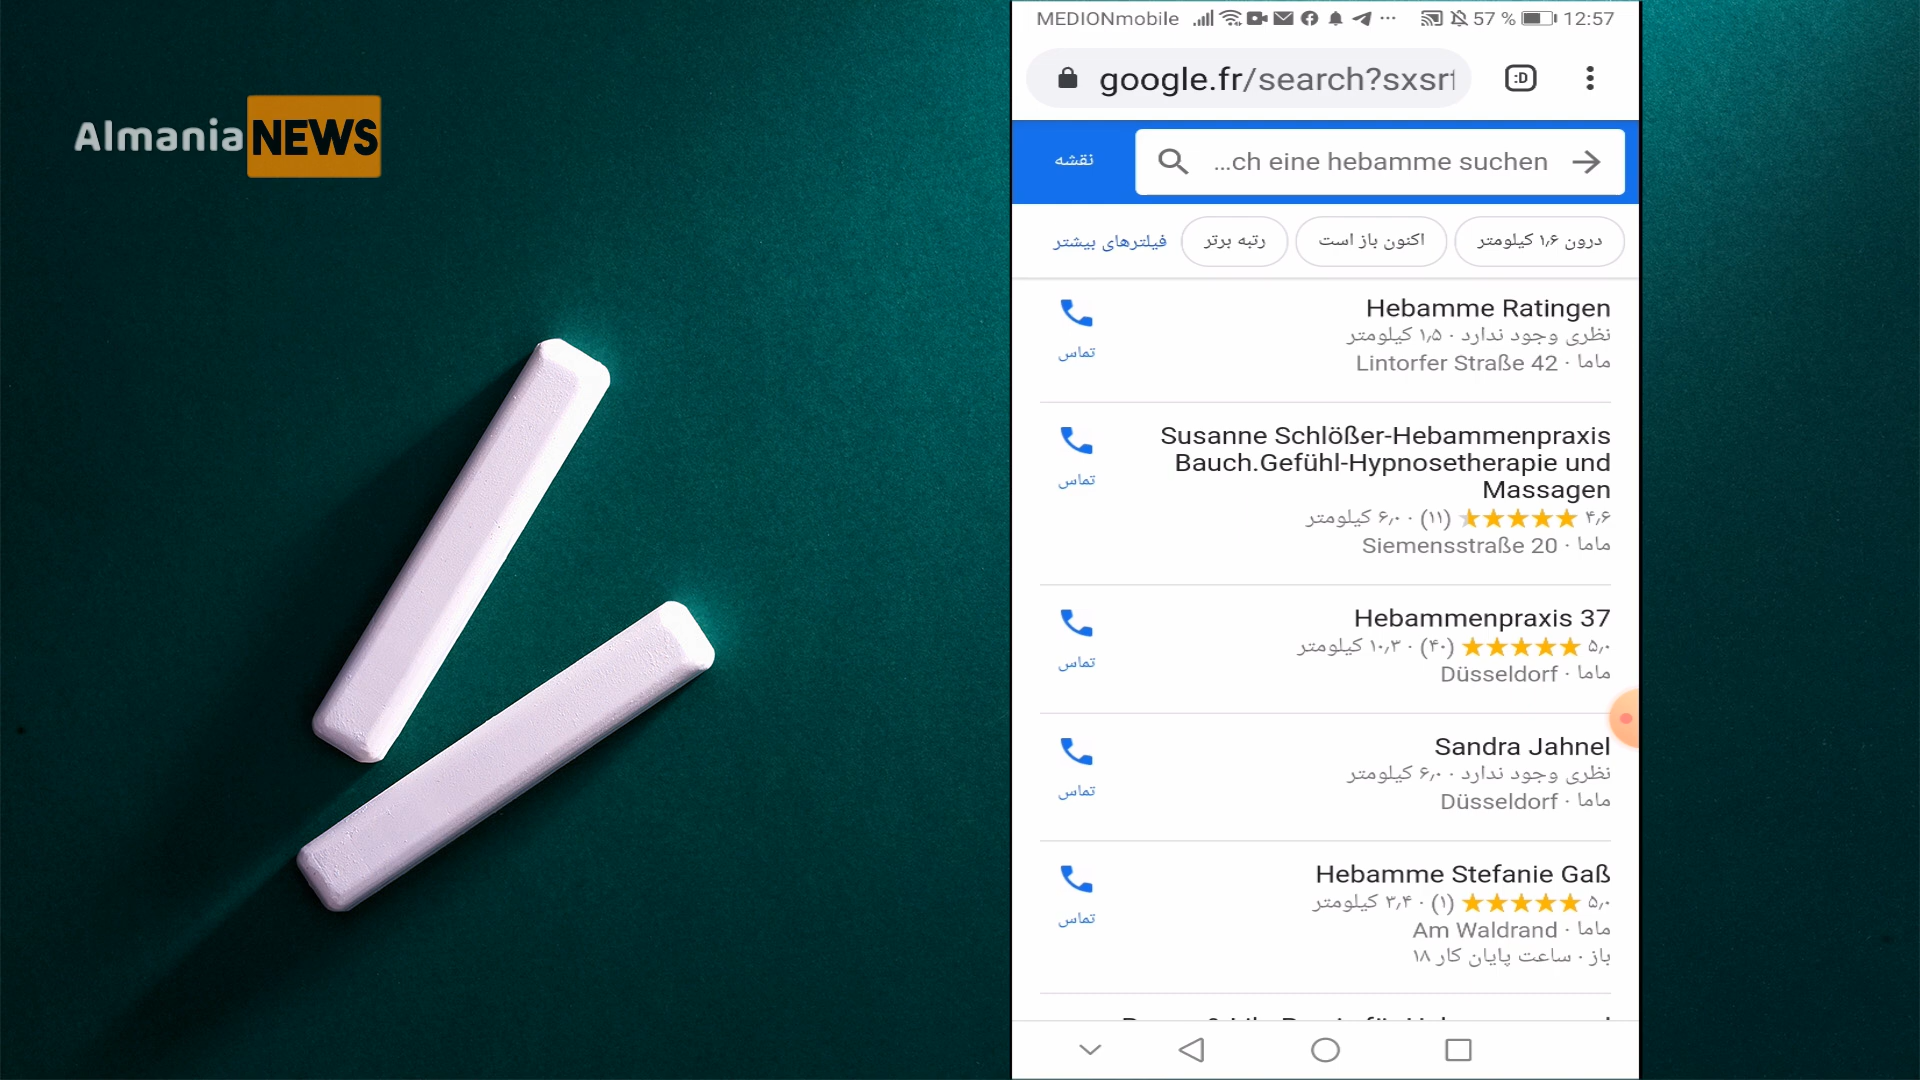 Almania NEWS
MEDIONmobile 57 % 12:57
google.fr/search?sxsrf
:D
نقشه
...ch eine hebamme suchen
درون ۱٫۶ کیلومتر
اکنون باز است
رتبه برتر
فیلترهای بیشتر
Hebamme Ratingen
نظری وجود ندارد · ۱٫۵ کیلومتر
ماما · Lintorfer Straße 42
تماس
Susanne Schlößer-Hebammenpraxis
Bauch.Gefühl-Hypnosetherapie und
Massagen
۴٫۶ (۱۱) · ۶٫۰ کیلومتر
ماما · Siemensstraße 20
تماس
Hebammenpraxis 37
۵٫۰ (۴۰) · ۱۰٫۳ کیلومتر
ماما · Düsseldorf
تماس
Sandra Jahnel
نظری وجود ندارد · ۶٫۰ کیلومتر
ماما · Düsseldorf
تماس
Hebamme Stefanie Gaß
۵٫۰ (۱) · ۳٫۴ کیلومتر
ماما · Am Waldrand
باز · ساعت پایان کار ۱۸
تماس